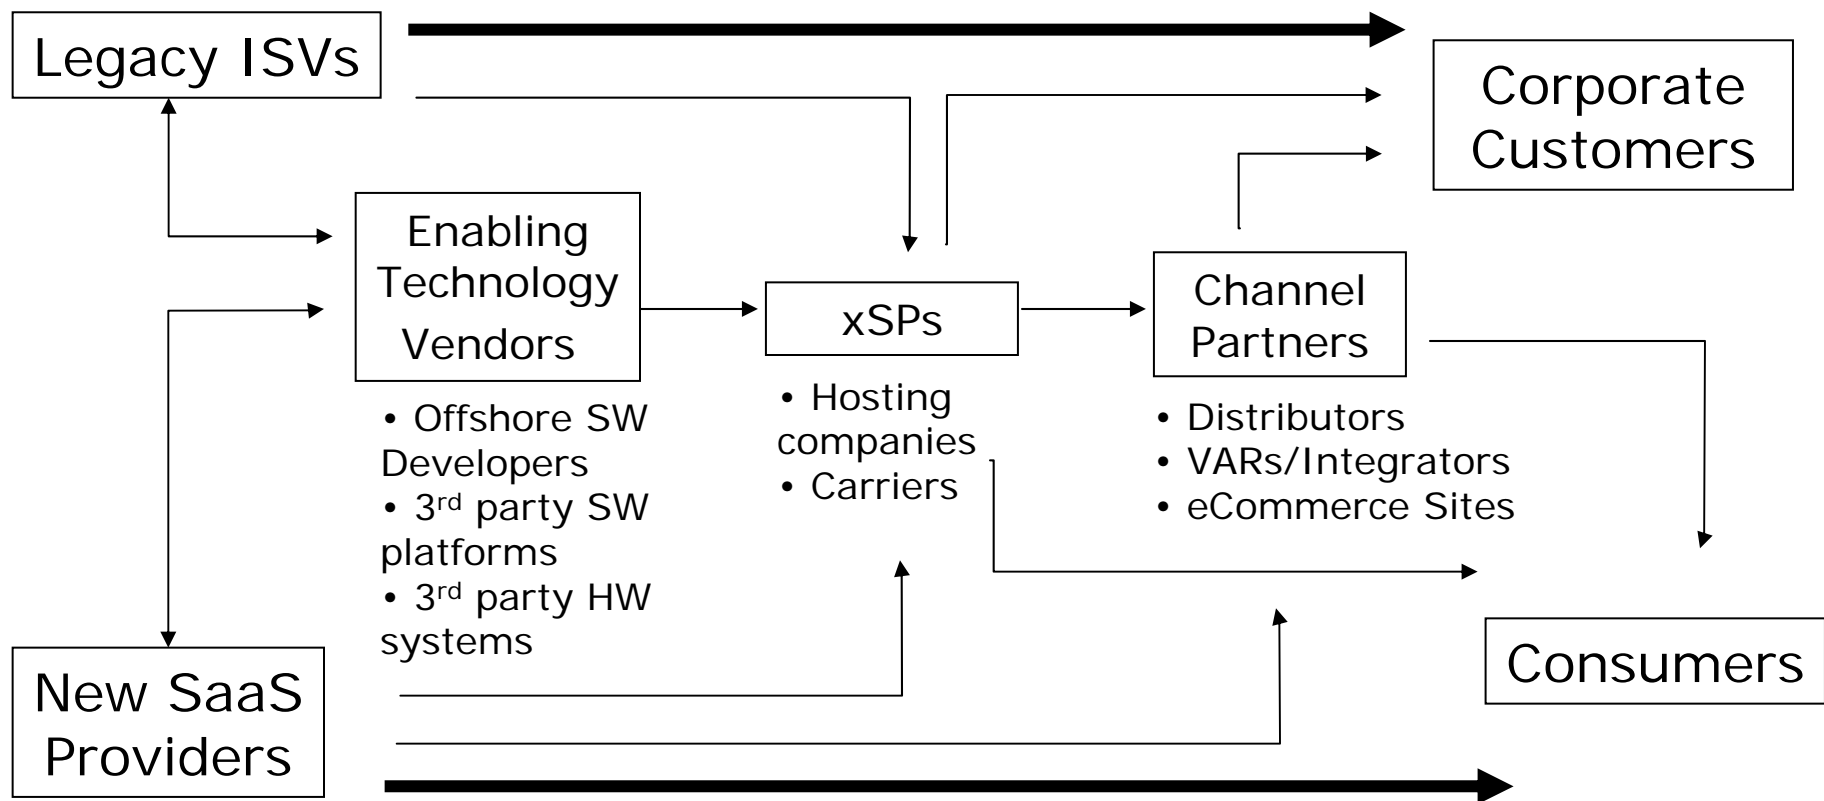 Legacy ISVs
Corporate
Customers
Enabling
Technology
Vendors
xSPs
Channel
Partners
• Offshore SW
Developers
• 3rd party SW
platforms
• 3rd party HW
systems
• Hosting
companies
• Carriers
• Distributors
• VARs/Integrators
• eCommerce Sites
New SaaS
Providers
Consumers